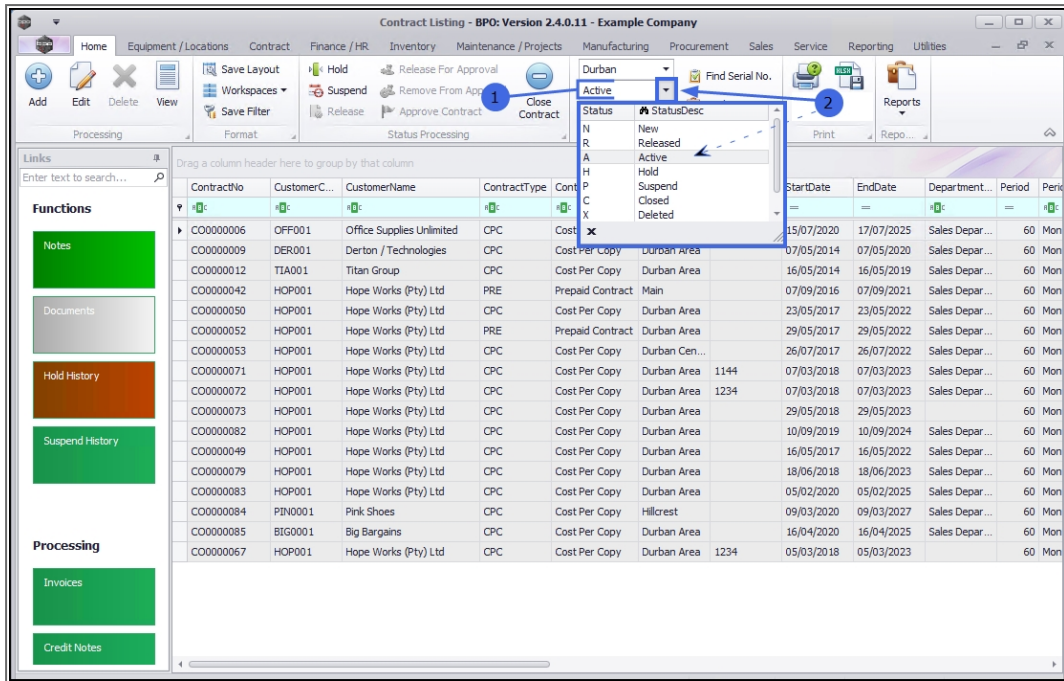 Contract Listing - BPO: Version 2.4.0.11 - Example Company
Home Equipment / Locations Contract Finance / HR Inventory Maintenance / Projects Manufacturing Procurement Sales Service Reporting Utilities
Add Edit Delete View
Processing
Save Layout
Workspaces
Save Filter
Format
Hold
Suspend
Release
Release For Approval
Remove From App
Approve Contract
Status Processing
Close
Contract
1
Durban
Active
Find Serial No.
2
Print
Reports
Repo...
Status StatusDesc
N New
R Released
A Active
H Hold
P Suspend
C Closed
X Deleted
Links
Enter text to search...
Functions
Notes
Documents
Hold History
Suspend History
Processing
Invoices
Credit Notes
Drag a column header here to group by that column
ContractNo CustomerC... CustomerName ContractType Cont StartDate EndDate Department... Period Perio
CO0000006 OFF001 Office Supplies Unlimited CPC Cost 15/07/2020 17/07/2025 Sales Depar... 60 Mon
CO0000009 DER001 Derton / Technologies CPC Cost Per Copy Durban Area 07/05/2014 07/05/2020 Sales Depar... 60 Mon
CO0000012 TIA001 Titan Group CPC Cost Per Copy Durban Area 16/05/2014 16/05/2019 Sales Depar... 60 Mon
CO0000042 HOP001 Hope Works (Pty) Ltd PRE Prepaid Contract Main 07/09/2016 07/09/2021 Sales Depar... 60 Mon
CO0000050 HOP001 Hope Works (Pty) Ltd CPC Cost Per Copy Durban Area 23/05/2017 23/05/2022 Sales Depar... 60 Mon
CO0000052 HOP001 Hope Works (Pty) Ltd PRE Prepaid Contract Durban Area 29/05/2017 29/05/2022 Sales Depar... 60 Mon
CO0000053 HOP001 Hope Works (Pty) Ltd CPC Cost Per Copy Durban Cen... 26/07/2017 26/07/2022 Sales Depar... 60 Mon
CO0000071 HOP001 Hope Works (Pty) Ltd CPC Cost Per Copy Durban Area 1144 07/03/2018 07/03/2023 Sales Depar... 60 Mon
CO0000072 HOP001 Hope Works (Pty) Ltd CPC Cost Per Copy Durban Area 1234 07/03/2018 07/03/2023 Sales Depar... 60 Mon
CO0000073 HOP001 Hope Works (Pty) Ltd CPC Cost Per Copy Durban Area 29/05/2018 29/05/2023 60 Mon
CO0000082 HOP001 Hope Works (Pty) Ltd CPC Cost Per Copy Durban Area 10/09/2019 10/09/2024 Sales Depar... 60 Mon
CO0000049 HOP001 Hope Works (Pty) Ltd CPC Cost Per Copy Durban Area 16/05/2017 16/05/2022 Sales Depar... 60 Mon
CO0000079 HOP001 Hope Works (Pty) Ltd CPC Cost Per Copy Durban Area 18/06/2018 18/06/2023 Sales Depar... 60 Mon
CO0000083 HOP001 Hope Works (Pty) Ltd CPC Cost Per Copy Durban Area 05/02/2020 05/02/2025 Sales Depar... 60 Mon
CO0000084 PIN0001 Pink Shoes CPC Cost Per Copy Hillcrest 09/03/2020 09/03/2027 Sales Depar... 60 Mon
CO0000085 BIG0001 Big Bargains CPC Cost Per Copy Durban Area 16/04/2020 16/04/2025 Sales Depar... 60 Mon
CO0000067 HOP001 Hope Works (Pty) Ltd CPC Cost Per Copy Durban Area 1234 05/03/2018 05/03/2023 60 Mon